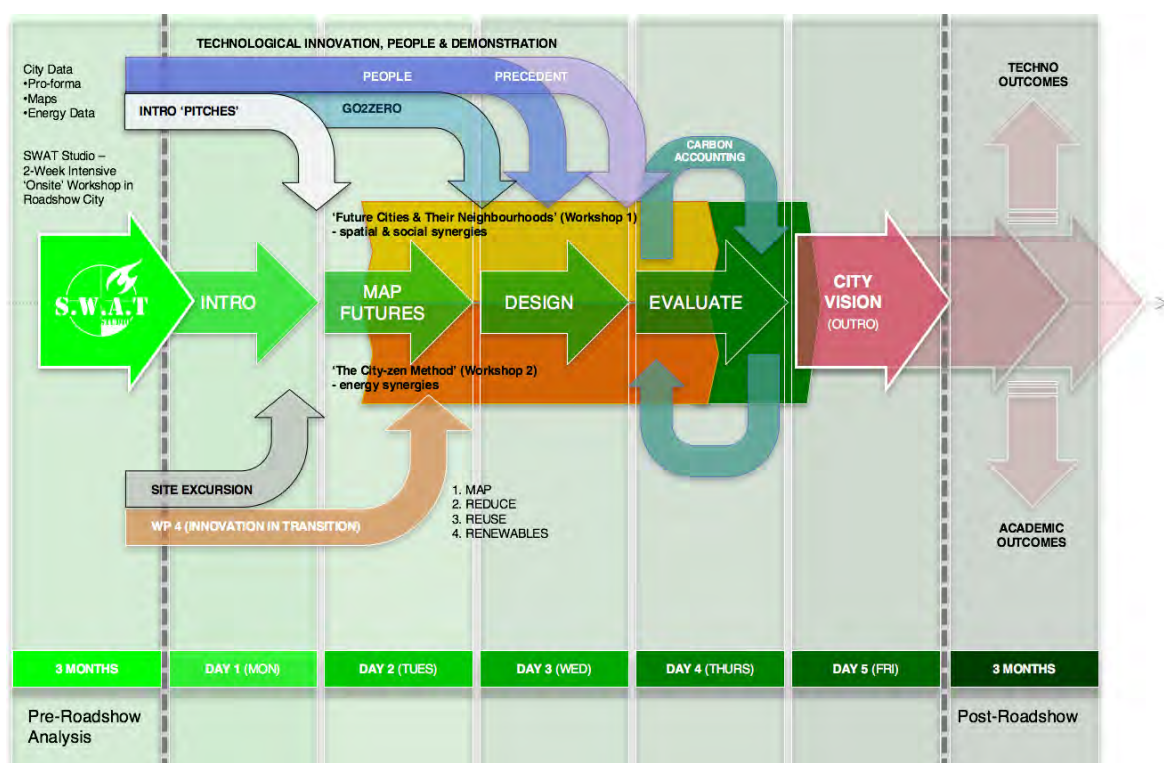 TECHNOLOGICAL INNOVATION, PEOPLE & DEMONSTRATION
City Data
•Pro-forma
•Maps
•Energy Data
SWAT Studio –
2-Week Intensive
'Onsite' Workshop in
Roadshow City
PEOPLE
PRECEDENT
INTRO 'PITCHES'
GO2ZERO
CARBON
ACCOUNTING
TECHNO
OUTCOMES
'Future Cities & Their Neighbourhoods' (Workshop 1)
- spatial & social synergies
S.W.A.T
STUDIO
INTRO
MAP
FUTURES
DESIGN
EVALUATE
CITY
VISION
(OUTRO)
'The City-zen Method' (Workshop 2)
- energy synergies
SITE EXCURSION
WP 4 (INNOVATION IN TRANSITION)
1. MAP
2. REDUCE
3. REUSE
4. RENEWABLES
ACADEMIC
OUTCOMES
3 MONTHS
DAY 1 (MON)
DAY 2 (TUES)
DAY 3 (WED)
DAY 4 (THURS)
DAY 5 (FRI)
3 MONTHS
Pre-Roadshow
Analysis
Post-Roadshow